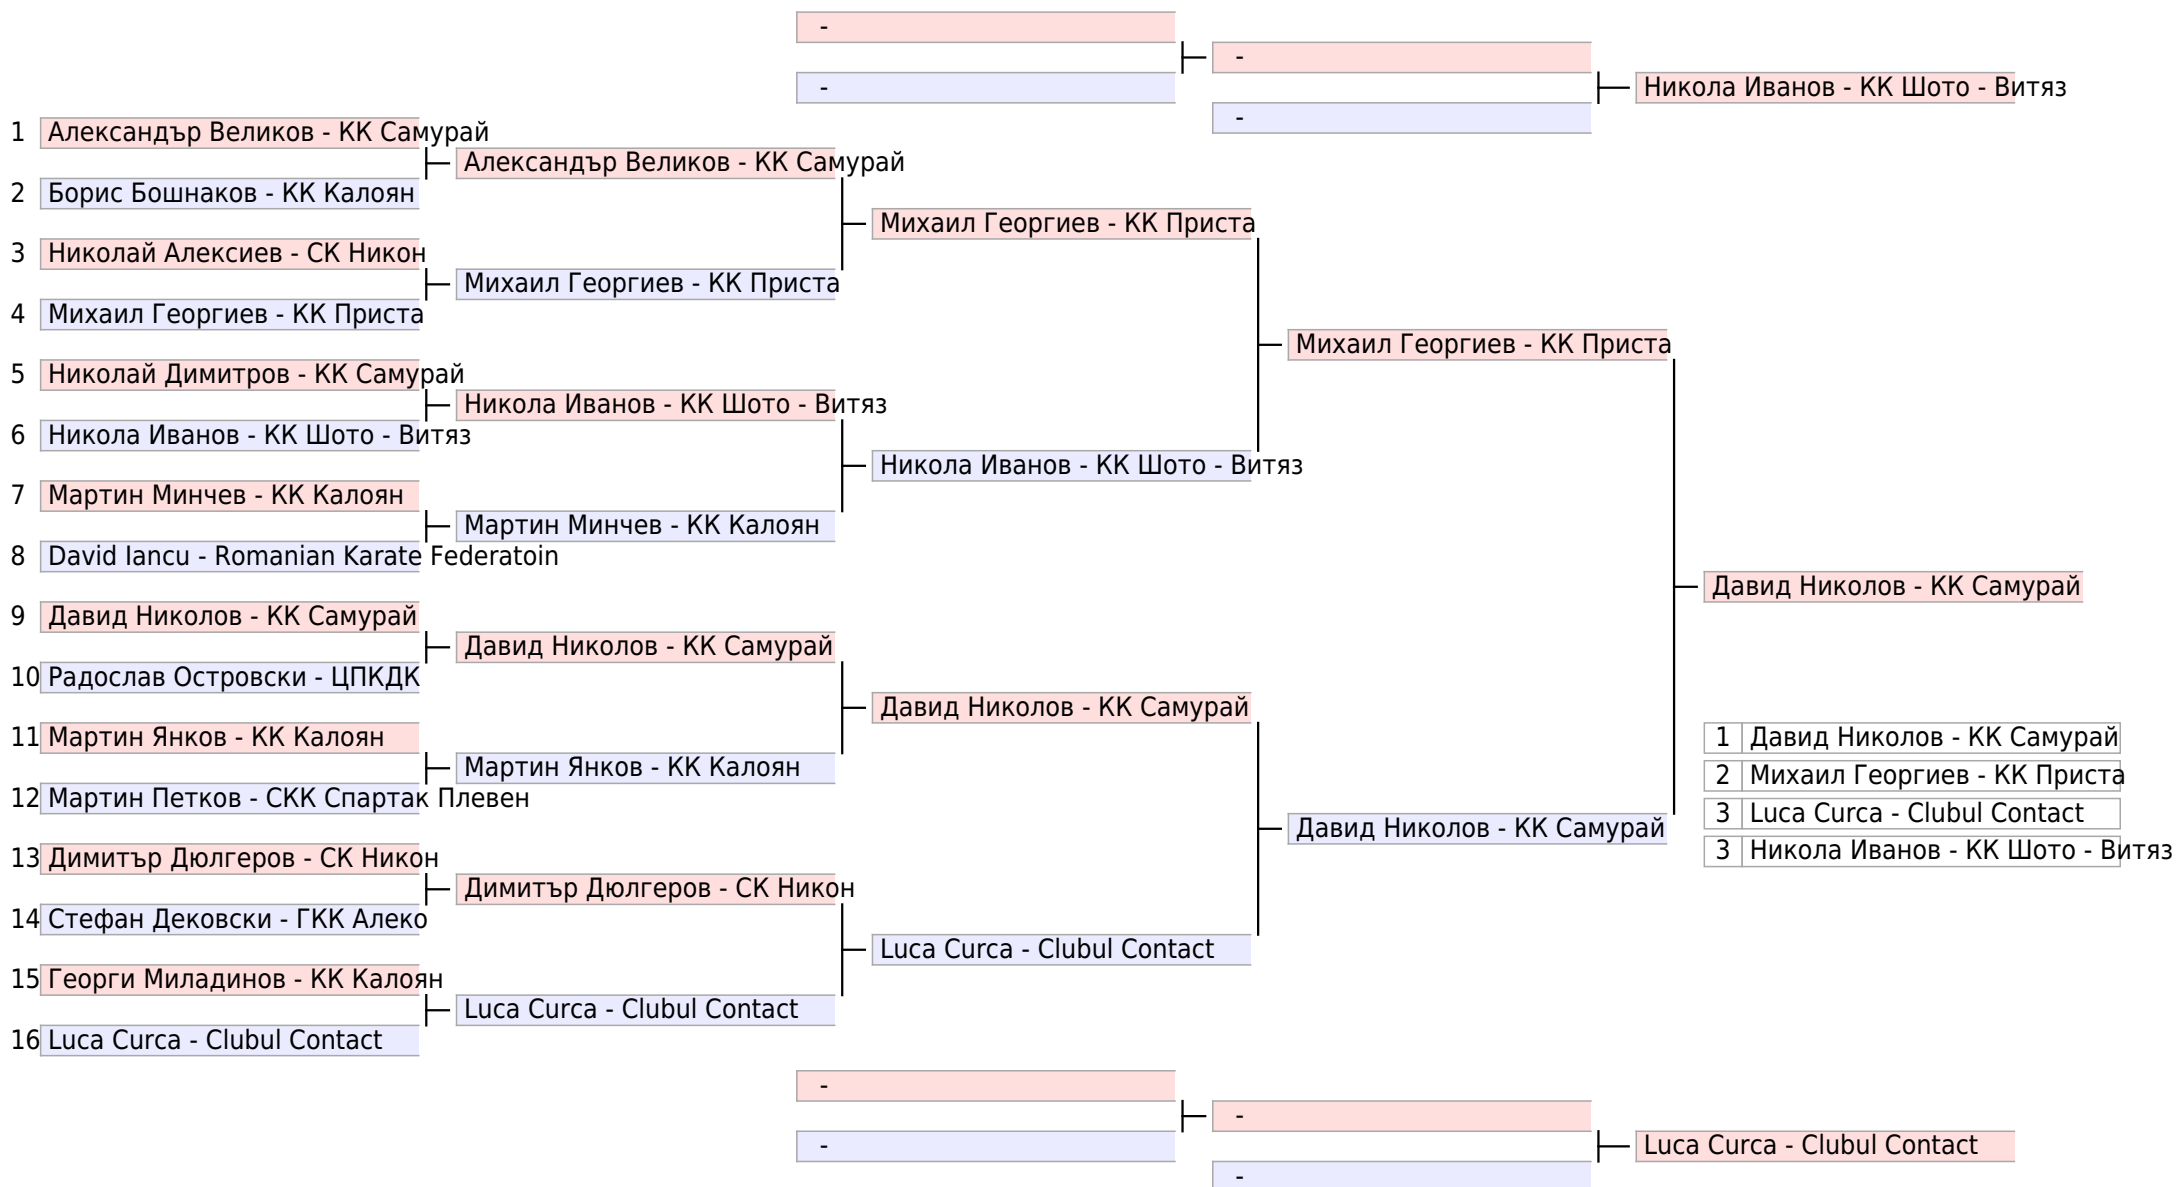 -
-
-
-
Никола Иванов - КК Шото - Витяз
1 Александър Великов - КК Самурай
2 Борис Бошнаков - КК Калоян
3 Николай Алексиев - СК Никон
4 Михаил Георгиев - КК Приста
5 Николай Димитров - КК Самурай
6 Никола Иванов - КК Шото - Витяз
7 Мартин Минчев - КК Калоян
8 David Iancu - Romanian Karate Federatoin
9 Давид Николов - КК Самурай
10 Радослав Островски - ЦПКДК
11 Мартин Янков - КК Калоян
12 Мартин Петков - СКК Спартак Плевен
13 Димитър Дюлгеров - СК Никон
14 Стефан Дековски - ГКК Алеко
15 Георги Миладинов - КК Калоян
16 Luca Curca - Clubul Contact
Александър Великов - КК Самурай
Михаил Георгиев - КК Приста
Никола Иванов - КК Шото - Витяз
Мартин Минчев - КК Калоян
Давид Николов - КК Самурай
Мартин Янков - КК Калоян
Димитър Дюлгеров - СК Никон
Luca Curca - Clubul Contact
Михаил Георгиев - КК Приста
Никола Иванов - КК Шото - Витяз
Давид Николов - КК Самурай
Luca Curca - Clubul Contact
Михаил Георгиев - КК Приста
Давид Николов - КК Самурай
Давид Николов - КК Самурай
1 Давид Николов - КК Самурай
2 Михаил Георгиев - КК Приста
3 Luca Curca - Clubul Contact
3 Никола Иванов - КК Шото - Витяз
-
-
-
-
Luca Curca - Clubul Contact